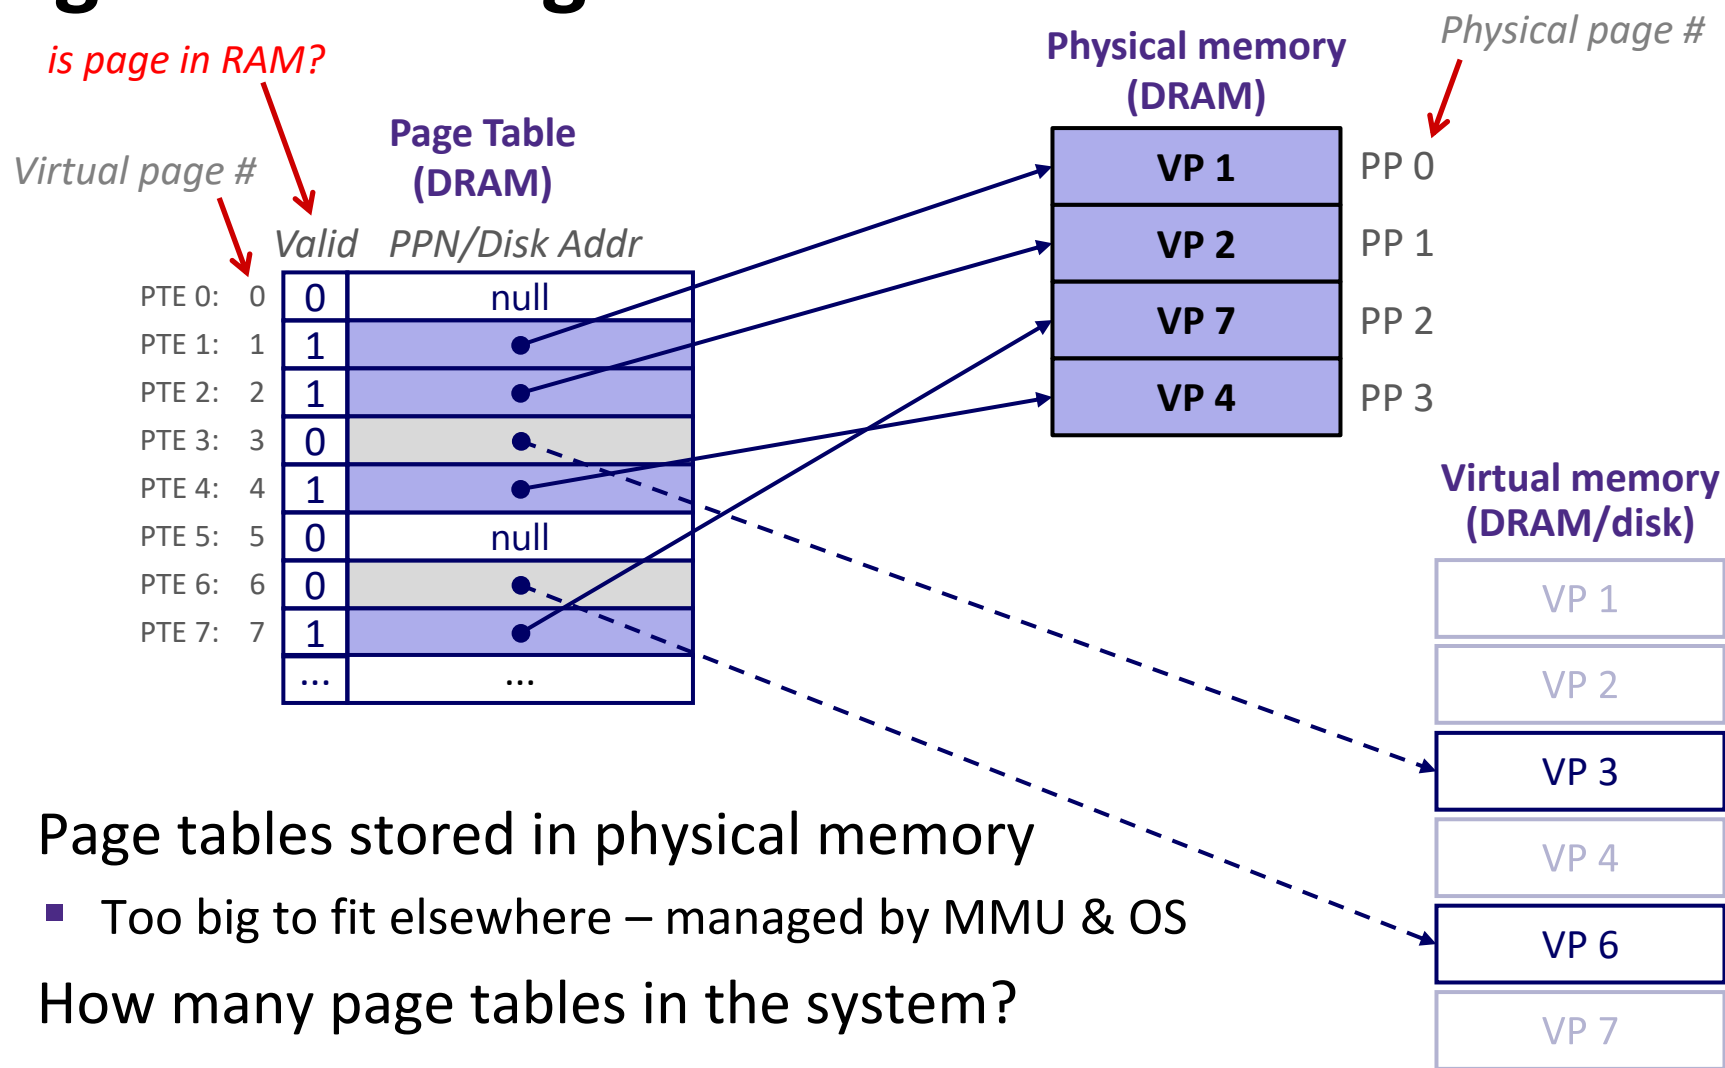 is page in RAM?
Physical memory
(DRAM)
Physical page #
Page Table
(DRAM)
Virtual page #
Valid PPN/Disk Addr
PTE 0: 0 0 null
PTE 1: 1 1
PTE 2: 2 1
PTE 3: 3 0
PTE 4: 4 1
PTE 5: 5 0 null
PTE 6: 6 0
PTE 7: 7 1
... ...
VP 1 PP 0
VP 2 PP 1
VP 7 PP 2
VP 4 PP 3
Virtual memory
(DRAM/disk)
VP 1
VP 2
VP 3
VP 4
VP 6
VP 7
Page tables stored in physical memory
▪ Too big to fit elsewhere – managed by MMU & OS
How many page tables in the system?